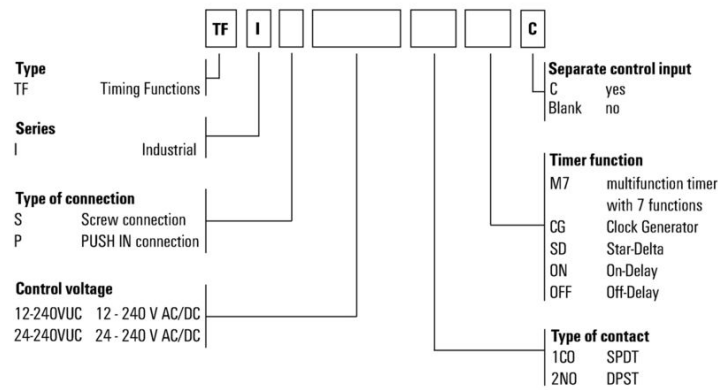 TF I C
Type
TF Timing Functions
Series
I Industrial
Type of connection
S Screw connection
P PUSH IN connection
Control voltage
12-240VUC 12 - 240 V AC/DC
24-240VUC 24 - 240 V AC/DC
Separate control input
C yes
Blank no
Timer function
M7 multifunction timer
with 7 functions
CG Clock Generator
SD Star-Delta
ON On-Delay
OFF Off-Delay
Type of contact
1CO SPDT
2NO DPST